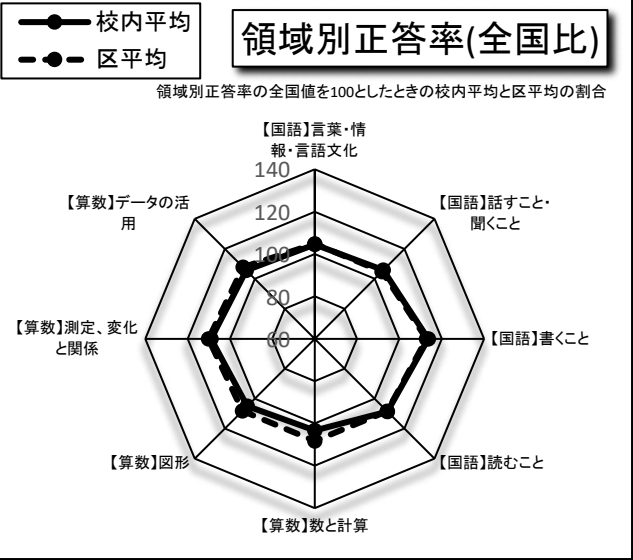 校内平均
区平均
領域別正答率(全国比)
領域別正答率の全国値を100としたときの校内平均と区平均の割合
【国語】言葉・情
報・言語文化
【国語】話すこと・
聞くこと
【国語】書くこと
【国語】読むこと
【算数】数と計算
【算数】図形
【算数】測定、変化
と関係
【算数】データの活
用
140
120
100
80
60